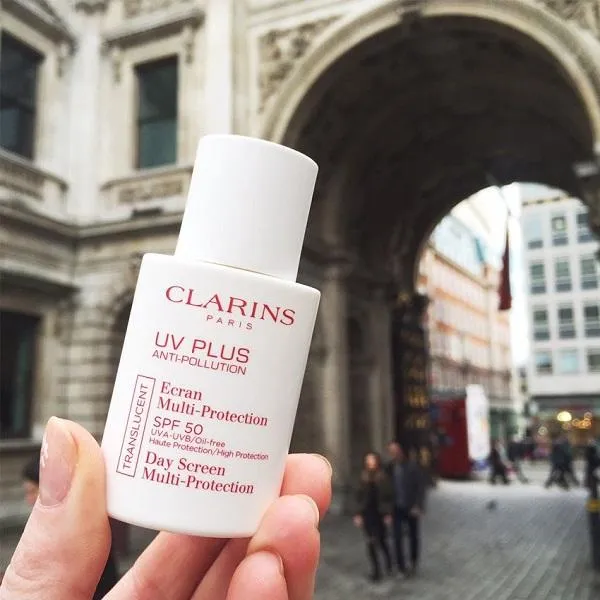 CLARINS
PARIS
UV PLUS
ANTI-POLLUTION
TRANSLUCENT
Ecran
Multi-Protection
SPF 50
UVA-UVB/Oil-free
Haute Protection/High Protection
Day Screen
Multi-Protection